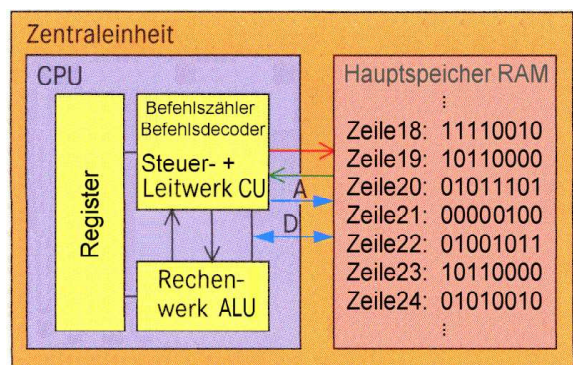 Zentraleinheit
CPU
Register
Befehlszähler
Befehlsdecoder
Steuer- +
Leitwerk CU
A
D
Rechen-
werk ALU
Hauptspeicher RAM
⋮
Zeile18: 11110010
Zeile19: 10110000
Zeile20: 01011101
Zeile21: 00000100
Zeile22: 01001011
Zeile23: 10110000
Zeile24: 01010010
⋮